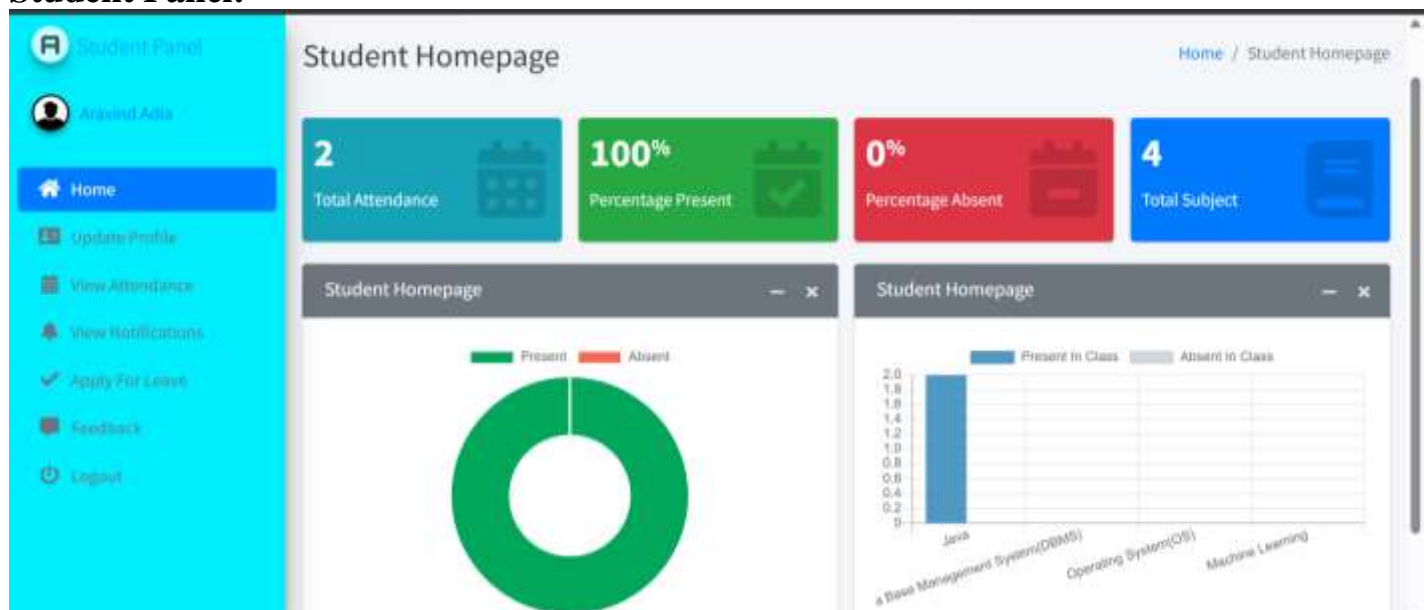 Student Panel:
Student Panel
Aravind Adla
Home
Update Profile
View Attendance
View Notifications
Apply For Leave
Feedback
Logout
Student Homepage
Home / Student Homepage
2
Total Attendance
100%
Percentage Present
0%
Percentage Absent
4
Total Subject
Student Homepage
Present Absent
Student Homepage
Present In Class Absent In Class
2.0
1.8
1.6
1.4
1.2
1.0
0.8
0.6
0.4
0.2
0
Java
a Base Management System(DBMS)
Operating System(OS)
Machine Learning